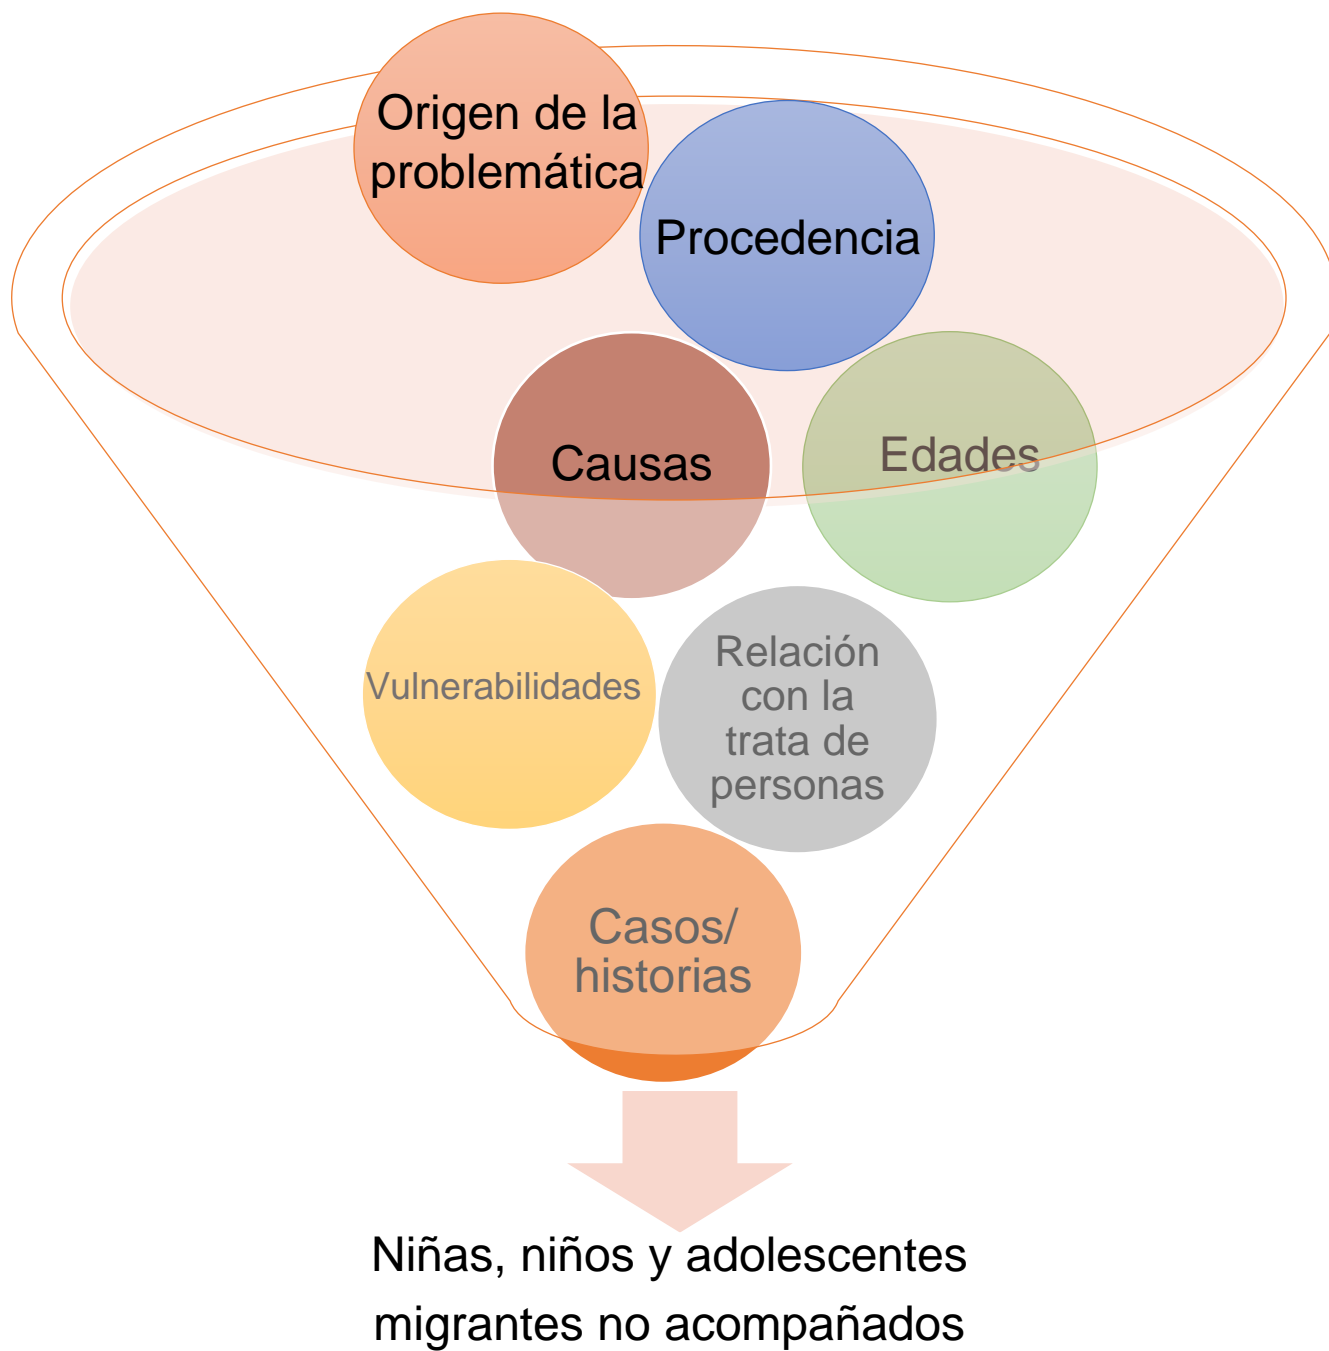 Origen de la
problemática
Procedencia
Causas
Edades
Vulnerabilidades
Relación
con la
trata de
personas
Casos/
historias
Niñas, niños y adolescentes
migrantes no acompañados